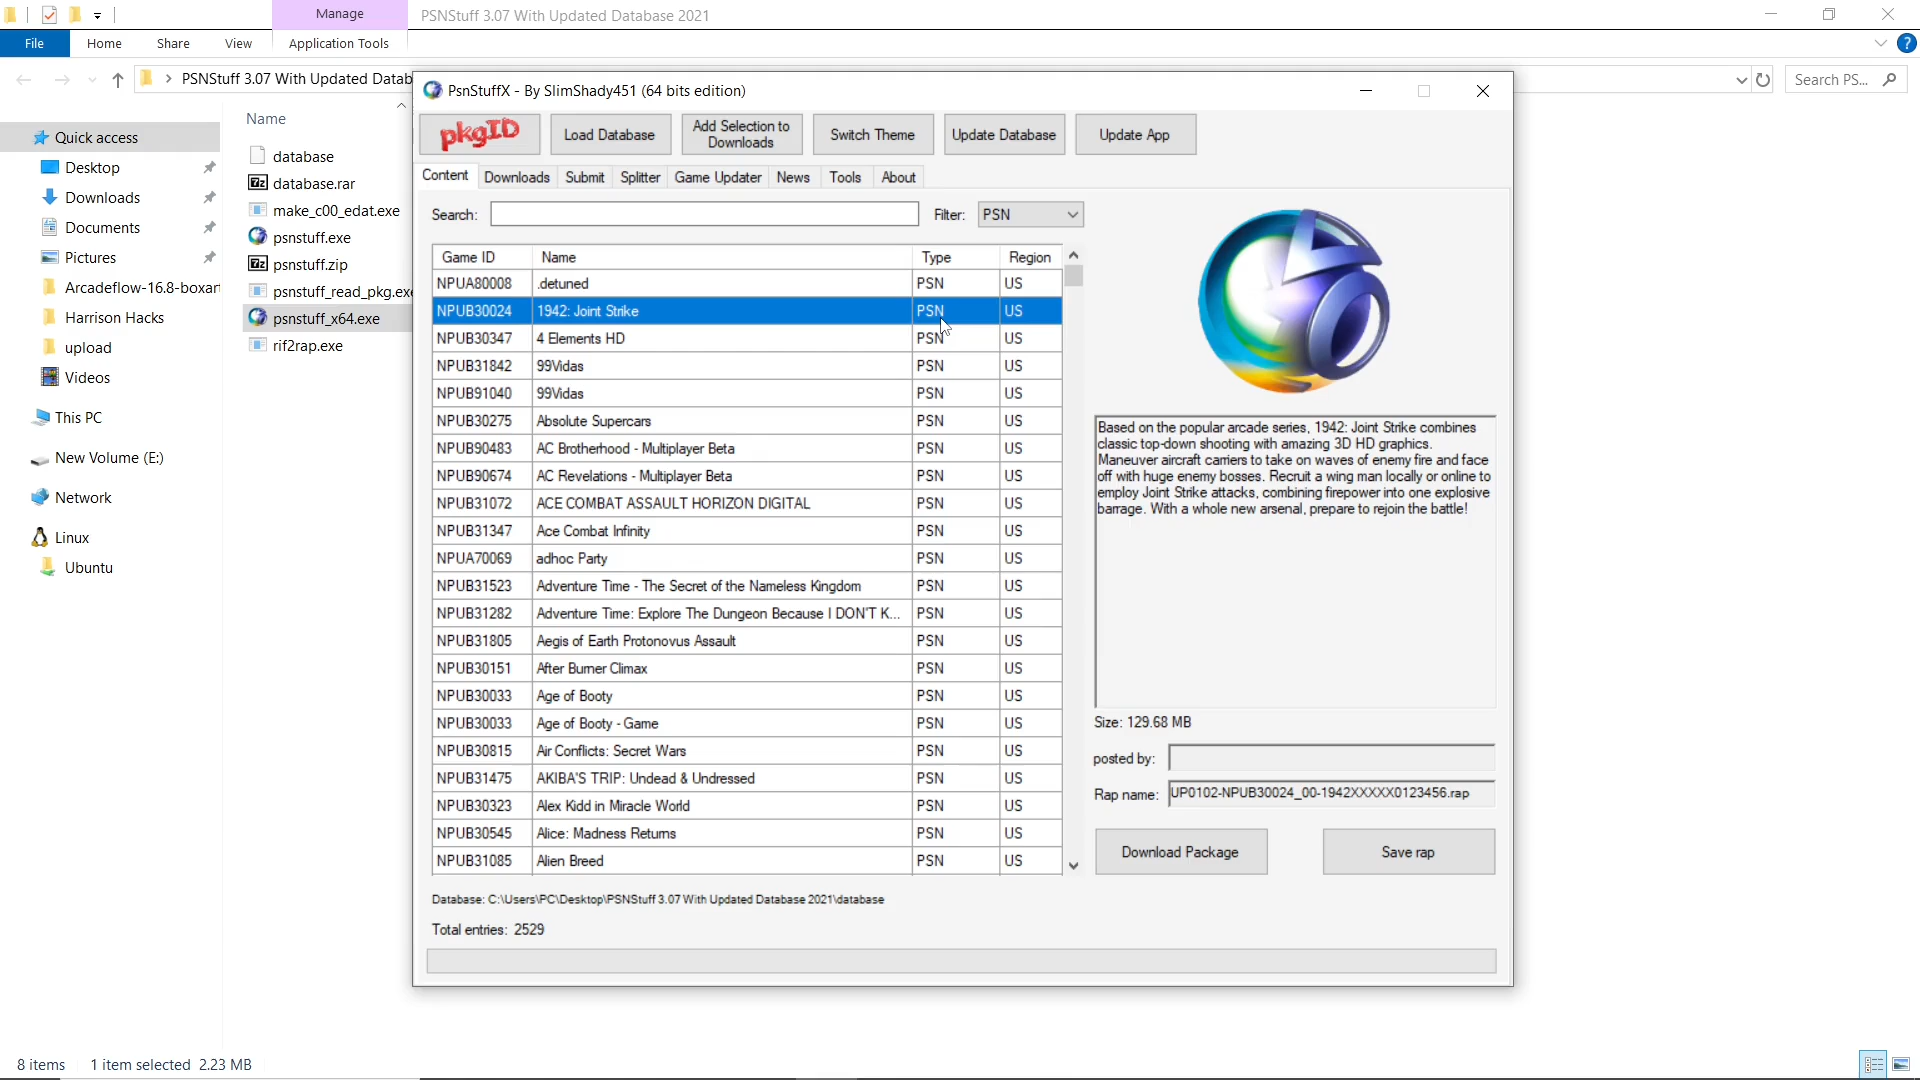 Manage
PSNStuff 3.07 With Updated Database 2021
File
Home
Share
View
Application Tools
PSNStuff 3.07 With Updated Datab
Search PS...
Quick access
Desktop
Downloads
Documents
Pictures
Arcadeflow-16.8-boxart
Harrison Hacks
upload
Videos
This PC
New Volume (E:)
Network
Linux
Ubuntu
Name
database
database.rar
make_c00_edat.exe
psnstuff.exe
psnstuff.zip
psnstuff_read_pkg.exe
psnstuff_x64.exe
rif2rap.exe
PsnStuffX - By SlimShady451 (64 bits edition)
pkgID
Load Database
Add Selection to
Downloads
Switch Theme
Update Database
Update App
Content
Downloads
Submit
Splitter
Game Updater
News
Tools
About
Search:
Filter:
PSN
Game ID Name Type Region
NPUA80008 .detuned PSN US
NPUB30024 1942: Joint Strike PSN US
NPUB30347 4 Elements HD PSN US
NPUB31842 99Vidas PSN US
NPUB91040 99Vidas PSN US
NPUB30275 Absolute Supercars PSN US
NPUB90483 AC Brotherhood - Multiplayer Beta PSN US
NPUB90674 AC Revelations - Multiplayer Beta PSN US
NPUB31072 ACE COMBAT ASSAULT HORIZON DIGITAL PSN US
NPUB31347 Ace Combat Infinity PSN US
NPUA70069 adhoc Party PSN US
NPUB31523 Adventure Time - The Secret of the Nameless Kingdom PSN US
NPUB31282 Adventure Time: Explore The Dungeon Because I DON'T K... PSN US
NPUB31805 Aegis of Earth Protonovus Assault PSN US
NPUB30151 After Burner Climax PSN US
NPUB30033 Age of Booty PSN US
NPUB30033 Age of Booty - Game PSN US
NPUB30815 Air Conflicts: Secret Wars PSN US
NPUB31475 AKIBA'S TRIP: Undead & Undressed PSN US
NPUB30323 Alex Kidd in Miracle World PSN US
NPUB30545 Alice: Madness Returns PSN US
NPUB31085 Alien Breed PSN US
Based on the popular arcade series, 1942: Joint Strike combines
classic top-down shooting with amazing 3D HD graphics.
Maneuver aircraft carriers to take on waves of enemy fire and face
off with huge enemy bosses. Recruit a wing man locally or online to
employ Joint Strike attacks, combining firepower into one explosive
barrage. With a whole new arsenal, prepare to rejoin the battle!
Size: 129.68 MB
posted by:
Rap name: UP0102-NPUB30024_00-1942XXXXX0123456.rap
Download Package
Save rap
Database: C:\Users\PC\Desktop\PSNStuff 3.07 With Updated Database 2021\database
Total entries: 2529
8 items
1 item selected 2.23 MB